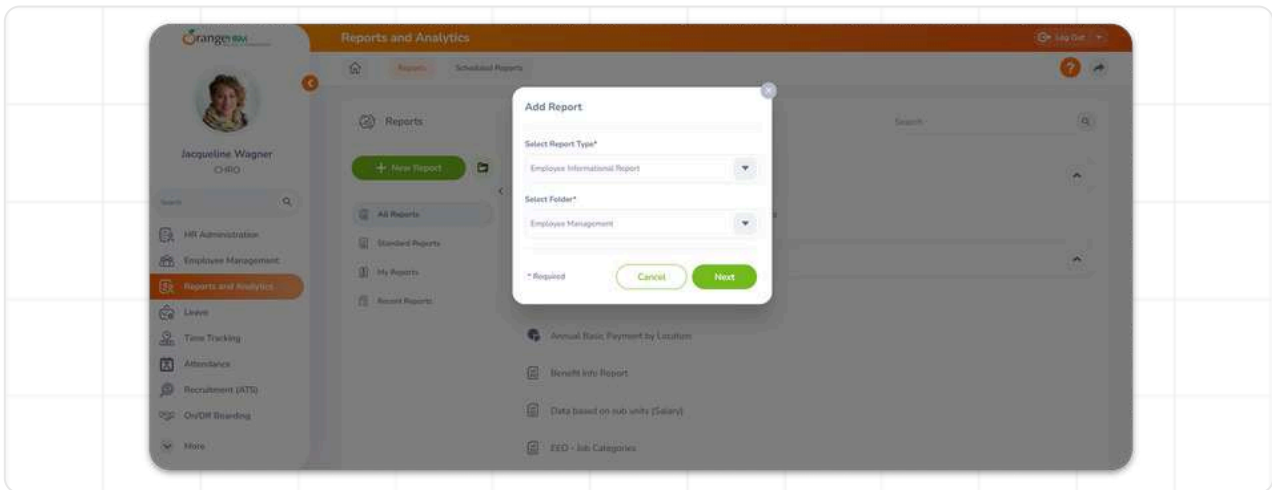 OrangeHRM
Reports and Analytics
Log Out
Reports
Scheduled Reports
Jacqueline Wagner
CHRO
Search
HR Administration
Employee Management
Reports and Analytics
Leave
Time Tracking
Attendance
Recruitment (ATS)
On/Off Boarding
More
Reports
+ New Report
All Reports
Standard Reports
My Reports
Recent Reports
Search
Add Report
Select Report Type*
Employee Informational Report
Select Folder*
Employee Management
* Required
Cancel
Next
Annual Basic Payment by Location
Benefit Info Report
Data based on sub units (Salary)
EEO - Job Categories